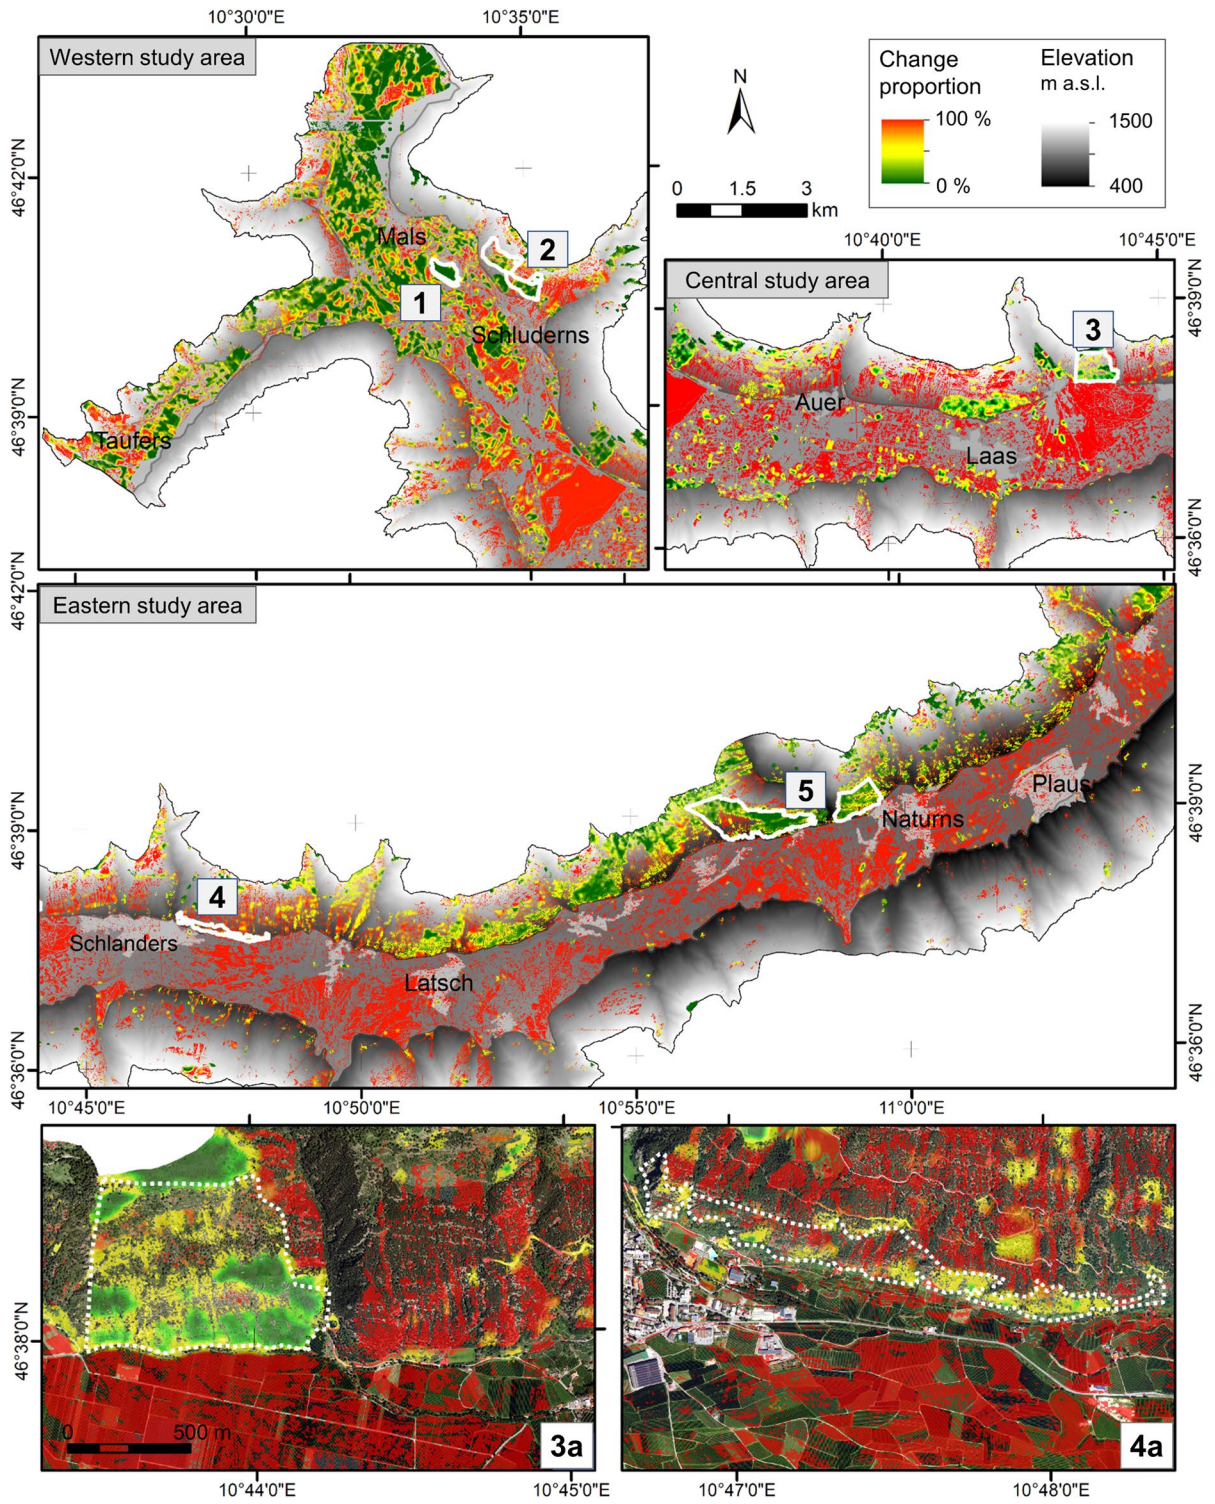 10°30'0"E
10°35'0"E
Western study area
46°42'0"N
46°39'0"N
Mals
1
2
Schluderns
Taufers
N
0
1.5
3
km
Change
proportion
100 %
0 %
Elevation
m a.s.l.
1500
400
10°40'0"E
10°45'0"E
Central study area
3
Auer
Laas
46°39'0"N
46°36'0"N
46°42'0"N
Eastern study area
46°39'0"N
46°36'0"N
5
Plaus
Naturns
4
Schlanders
Latsch
46°39'0"N
46°36'0"N
10°45'0"E
10°50'0"E
10°55'0"E
11°0'0"E
46°38'0"N
0
500 m
3a
4a
10°44'0"E
10°45'0"E
10°47'0"E
10°48'0"E